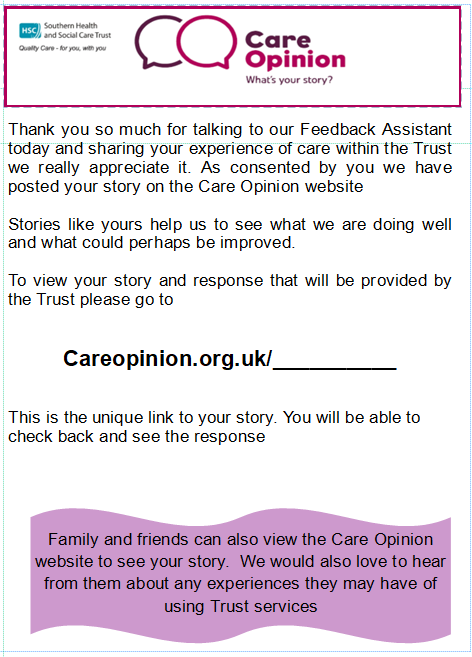 HSC Southern Health
and Social Care Trust
Quality Care - for you, with you
Care
Opinion
What's your story?
Thank you so much for talking to our Feedback Assistant
today and sharing your experience of care within the Trust
we really appreciate it. As consented by you we have
posted your story on the Care Opinion website
Stories like yours help us to see what we are doing well
and what could perhaps be improved.
To view your story and response that will be provided by
the Trust please go to
Careopinion.org.uk/__________
This is the unique link to your story. You will be able to
check back and see the response
Family and friends can also view the Care Opinion
website to see your story. We would also love to hear
from them about any experiences they may have of
using Trust services